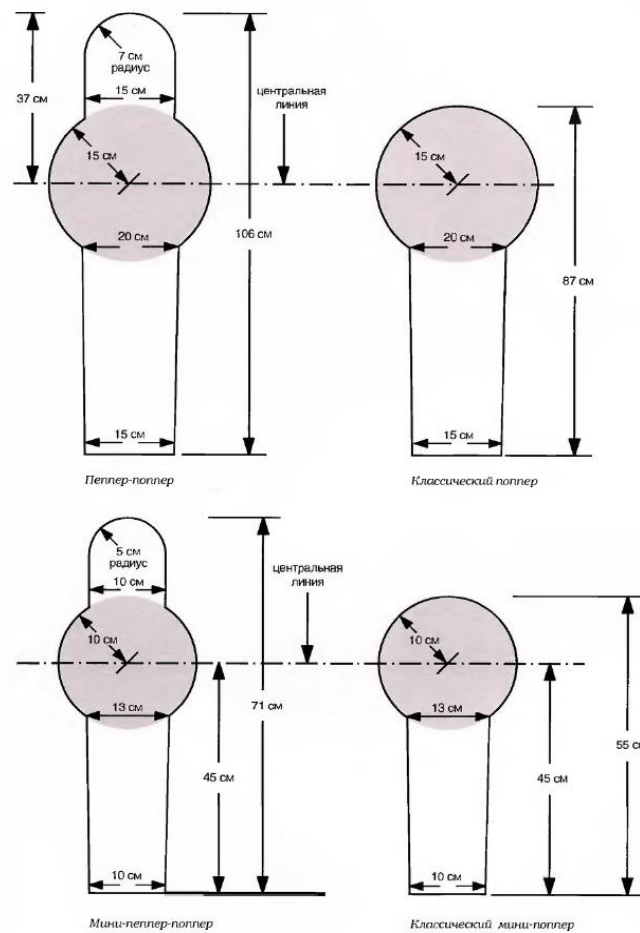 7 см
радиус
37 см
15 см
центральная
линия
15 см
15 см
20 см
106 см
20 см
87 см
15 см
15 см
Пеппер-поппер
Классический поппер
5 см
радиус
10 см
центральная
линия
10 см
10 см
13 см
71 см
13 см
55 см
45 см
45 см
10 см
10 см
Мини-пеппер-поппер
Классический мини-поппер